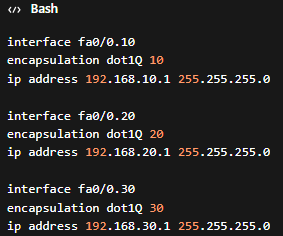 </> Bash
interface fa0/0.10
encapsulation dot1Q 10
ip address 192.168.10.1 255.255.255.0
interface fa0/0.20
encapsulation dot1Q 20
ip address 192.168.20.1 255.255.255.0
interface fa0/0.30
encapsulation dot1Q 30
ip address 192.168.30.1 255.255.255.0